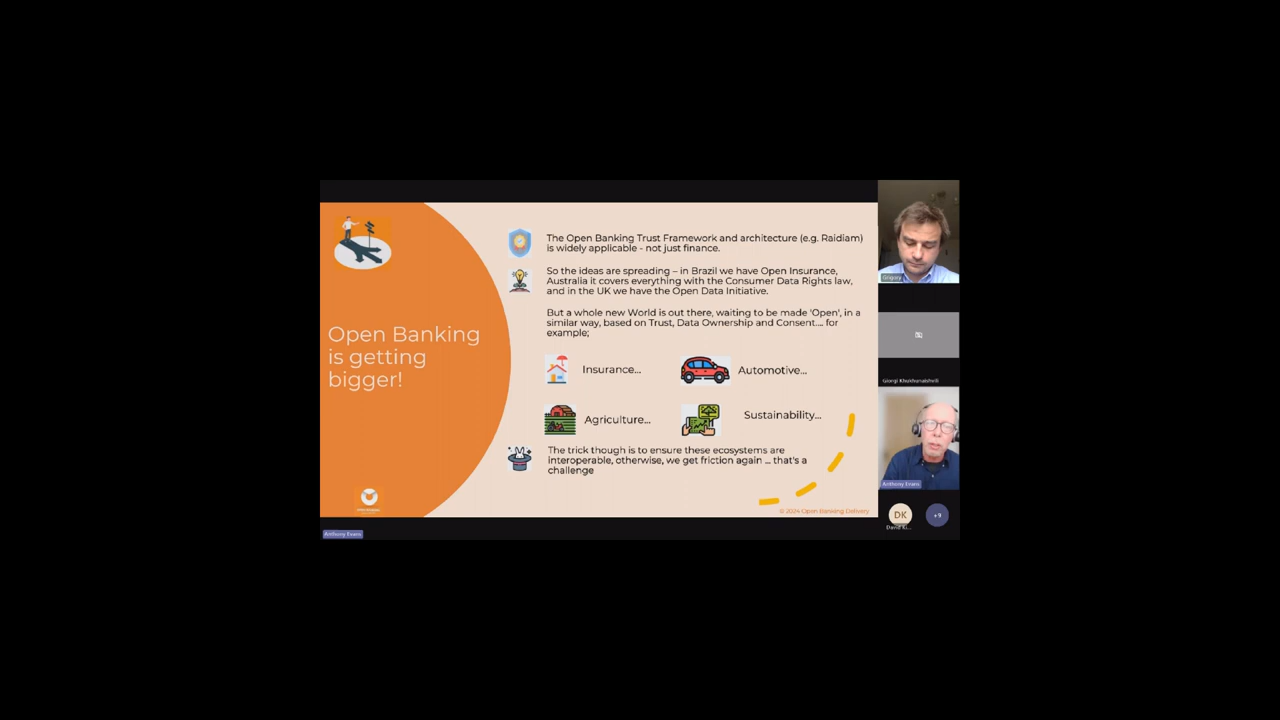 Open Banking
is getting
bigger!
The Open Banking Trust Framework and architecture (e.g. Raidiam)
is widely applicable - not just finance.
So the ideas are spreading – in Brazil we have Open Insurance,
Australia it covers everything with the Consumer Data Rights law,
and in the UK we have the Open Data Initiative.
But a whole new World is out there, waiting to be made 'Open', in a
similar way, based on Trust, Data Ownership and Consent.... for
example;
Insurance...
Automotive...
Agriculture...
Sustainability...
The trick though is to ensure these ecosystems are
interoperable, otherwise, we get friction again ... that's a
challenge
© 2024 Open Banking Delivery
Anthony Evans
Grigory
Giorgi
Anthony Evans
DK
+9
David Ki...